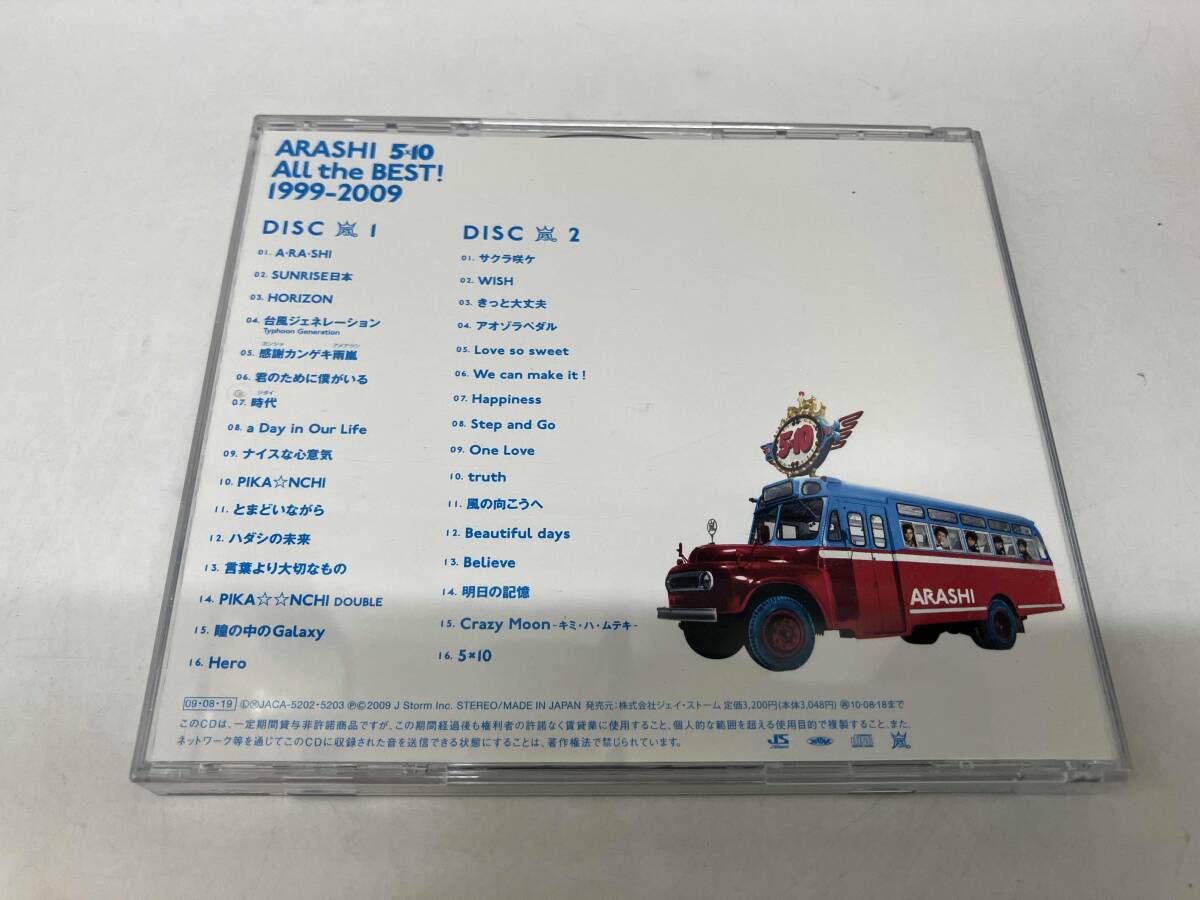 ARASHI 5×10
All the BEST!
1999-2009
DISC 嵐 1
01. A・RA・SHI
02. SUNRISE日本
03. HORIZON
04. 台風ジェネレーション
Typhoon Generation
カンシャ アメアラシ
05. 感謝カンゲキ雨嵐
06. 君のために僕がいる
ジダイ
07. 時代
08. a Day in Our Life
09. ナイスな心意気
10. PIKA☆NCHI
11. とまどいながら
12. ハダシの未来
13. 言葉より大切なもの
14. PIKA☆☆NCHI DOUBLE
15. 瞳の中のGalaxy
16. Hero
DISC 嵐 2
01. サクラ咲ケ
02. WISH
03. きっと大丈夫
04. アオゾラペダル
05. Love so sweet
06. We can make it!
07. Happiness
08. Step and Go
09. One Love
10. truth
11. 風の向こうへ
12. Beautiful days
13. Believe
14. 明日の記憶
15. Crazy Moon-キミ・ハ・ムテキ-
16. 5×10
5×10
ARASHI
09・08・19 JACA-5202・5203 ℗©2009 J Storm Inc. STEREO/MADE IN JAPAN 発売元:株式会社ジェイ・ストーム 定価3,200円(本体3,048円) 10・08・18まで
このCDは、一定期間貸与非許諾商品ですが、この期間経過後も権利者の許諾なく賃貸業に使用すること、個人的な範囲を超える使用目的で複製すること、また、
ネットワーク等を通じてこのCDに収録された音を送信できる状態にすることは、著作権法で禁じられています。
JS
嵐